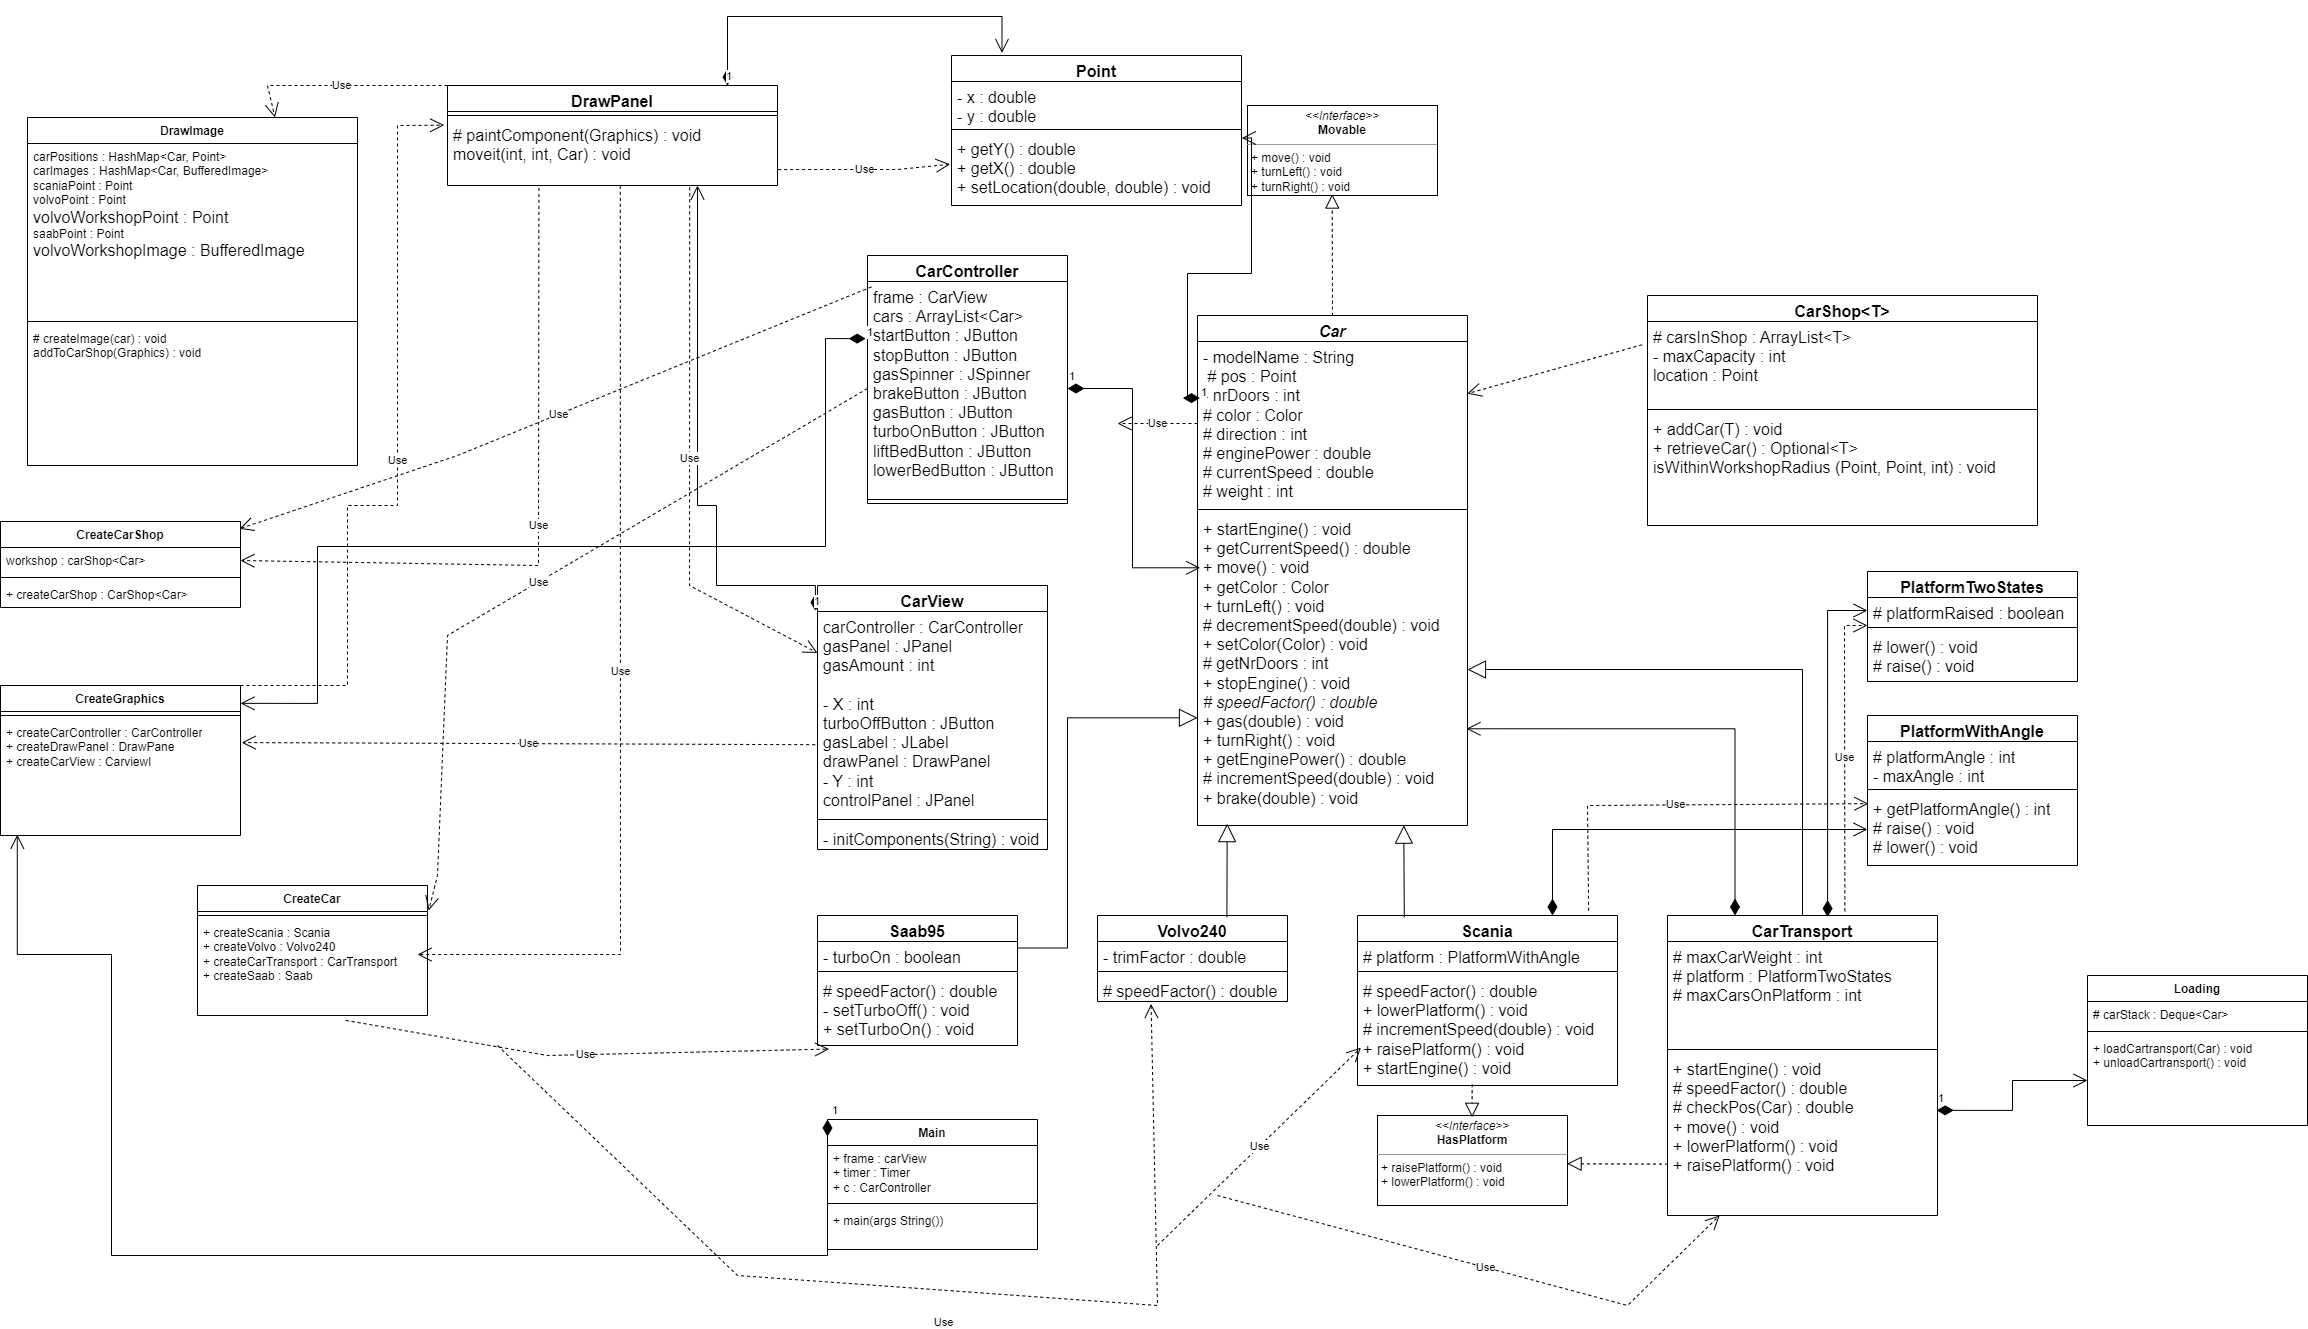 1
Use
DrawPanel
# paintComponent(Graphics) : void
moveit(int, int, Car) : void
Point
- x : double
- y : double
+ getY() : double
+ getX() : double
+ setLocation(double, double) : void
<<Interface>>
Movable
+ move() : void
+ turnLeft() : void
+ turnRight() : void
DrawImage
carPositions : HashMap<Car, Point>
carImages : HashMap<Car, BufferedImage>
scaniaPoint : Point
volvoPoint : Point
volvoWorkshopPoint : Point
saabPoint : Point
volvoWorkshopImage : BufferedImage
# createImage(car) : void
addToCarShop(Graphics) : void
Use
CarController
frame : CarView
cars : ArrayList<Car>
startButton : JButton
stopButton : JButton
gasSpinner : JSpinner
brakeButton : JButton
gasButton : JButton
turboOnButton : JButton
liftBedButton : JButton
lowerBedButton : JButton
1
1
Car
- modelName : String
# pos : Point
nrDoors : int
# color : Color
# direction : int
# enginePower : double
# currentSpeed : double
# weight : int
+ startEngine() : void
+ getCurrentSpeed() : double
+ move() : void
+ getColor : Color
+ turnLeft() : void
# decrementSpeed(double) : void
+ setColor(Color) : void
# getNrDoors : int
+ stopEngine() : void
# speedFactor() : double
+ gas(double) : void
+ turnRight() : void
+ getEnginePower() : double
# incrementSpeed(double) : void
+ brake(double) : void
1
Use
CarShop<T>
# carsInShop : ArrayList<T>
- maxCapacity : int
location : Point
+ addCar(T) : void
+ retrieveCar() : Optional<T>
isWithinWorkshopRadius (Point, Point, int) : void
Use
Use
Use
Use
Use
Use
CreateCarShop
workshop : carShop<Car>
+ createCarShop : CarShop<Car>
1
CarView
carController : CarController
gasPanel : JPanel
gasAmount : int
- X : int
turboOffButton : JButton
gasLabel : JLabel
drawPanel : DrawPanel
- Y : int
controlPanel : JPanel
- initComponents(String) : void
PlatformTwoStates
# platformRaised : boolean
# lower() : void
# raise() : void
Use
CreateGraphics
+ createCarController : CarController
+ createDrawPanel : DrawPane
+ createCarView : Carviewl
Use
PlatformWithAngle
# platformAngle : int
- maxAngle : int
+ getPlatformAngle() : int
# raise() : void
# lower() : void
Use
Use
CreateCar
+ createScania : Scania
+ createVolvo : Volvo240
+ createCarTransport : CarTransport
+ createSaab : Saab
Saab95
- turboOn : boolean
# speedFactor() : double
- setTurboOff() : void
+ setTurboOn() : void
Volvo240
- trimFactor : double
# speedFactor() : double
Scania
# platform : PlatformWithAngle
# speedFactor() : double
+ lowerPlatform() : void
# incrementSpeed(double) : void
+ raisePlatform() : void
+ startEngine() : void
CarTransport
# maxCarWeight : int
# platform : PlatformTwoStates
# maxCarsOnPlatform : int
+ startEngine() : void
# speedFactor() : double
# checkPos(Car) : double
+ move() : void
+ lowerPlatform() : void
+ raisePlatform() : void
1
Loading
# carStack : Deque<Car>
+ loadCartransport(Car) : void
+ unloadCartransport() : void
Use
1
Main
+ frame : carView
+ timer : Timer
+ c : CarController
+ main(args String())
<<Interface>>
HasPlatform
+ raisePlatform() : void
+ lowerPlatform() : void
Use
Use
Use